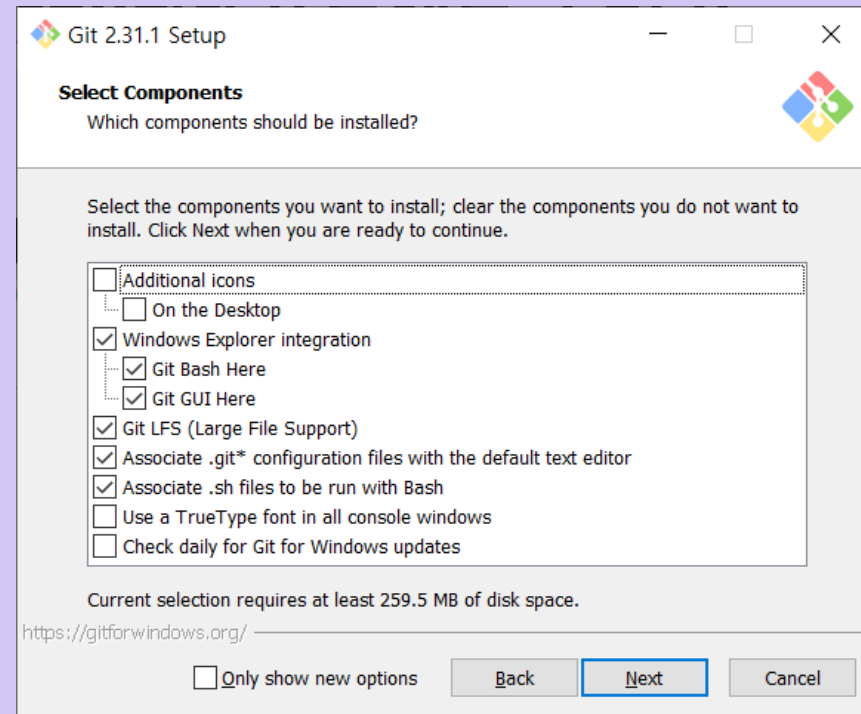 Git 2.31.1 Setup
Select Components
Which components should be installed?
Select the components you want to install; clear the components you do not want to
install. Click Next when you are ready to continue.
Additional icons
On the Desktop
Windows Explorer integration
Git Bash Here
Git GUI Here
Git LFS (Large File Support)
Associate .git* configuration files with the default text editor
Associate .sh files to be run with Bash
Use a TrueType font in all console windows
Check daily for Git for Windows updates
Current selection requires at least 259.5 MB of disk space.
https://gitforwindows.org/
Only show new options
Back
Next
Cancel